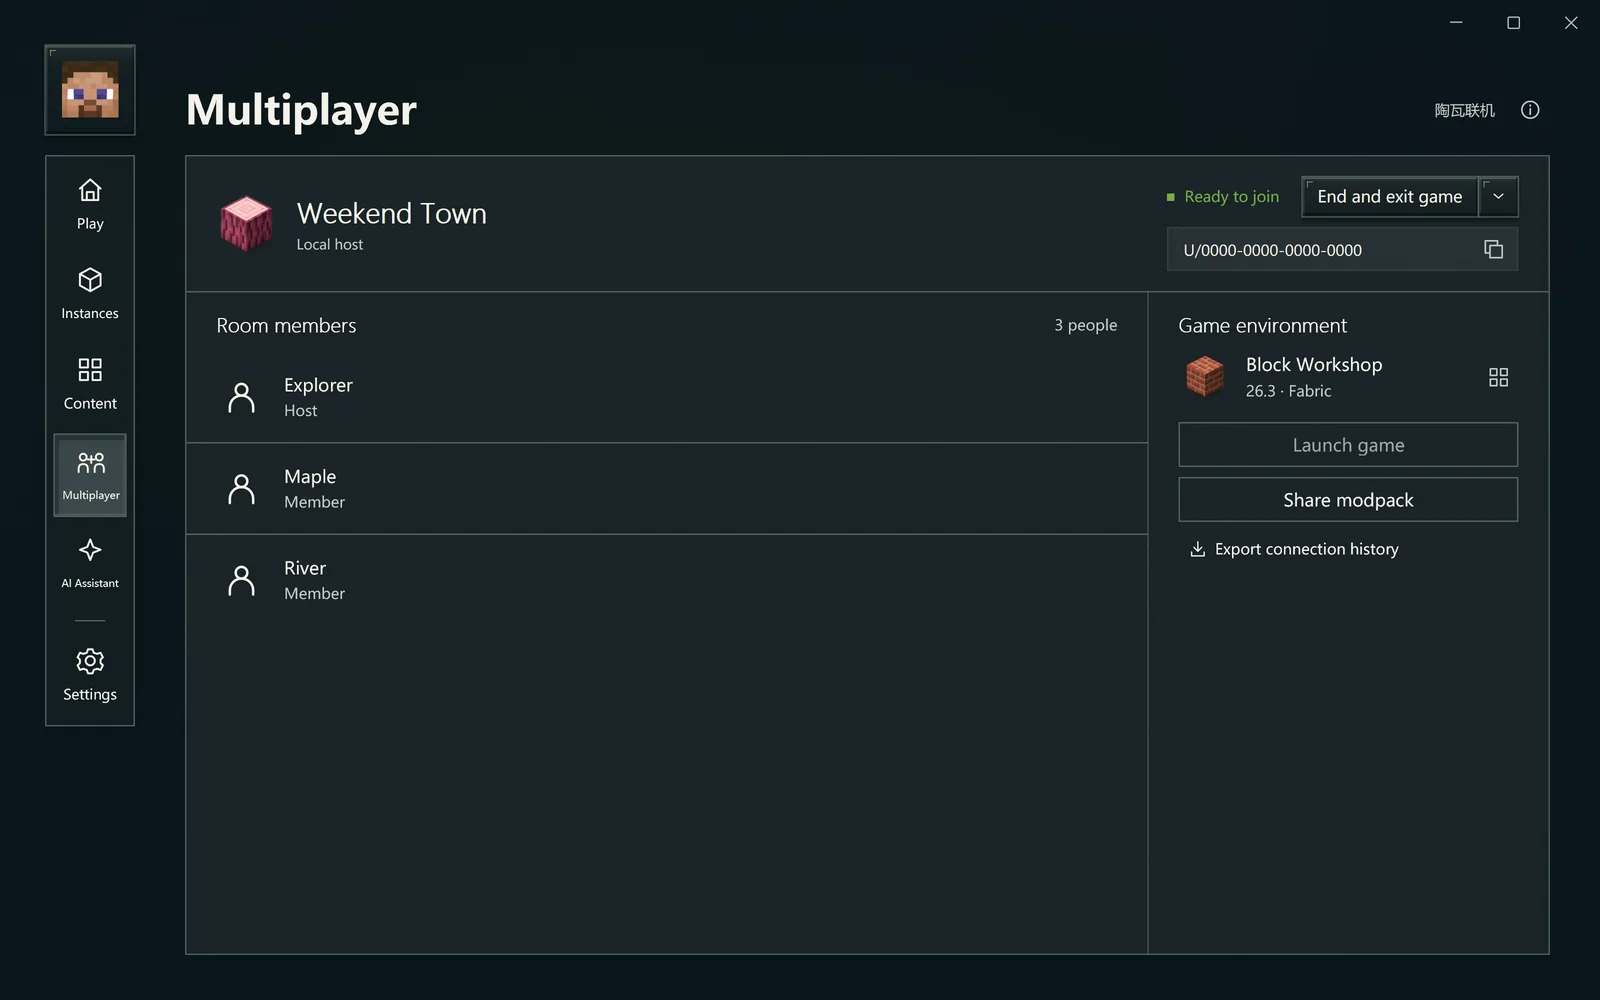 Multiplayer
陶瓦联机
Play
Instances
Content
Multiplayer
AI Assistant
Settings
Weekend Town
Local host
Ready to join
End and exit game
U/0000-0000-0000-0000
Room members
3 people
Explorer
Host
Maple
Member
River
Member
Game environment
Block Workshop
26.3 · Fabric
Launch game
Share modpack
Export connection history